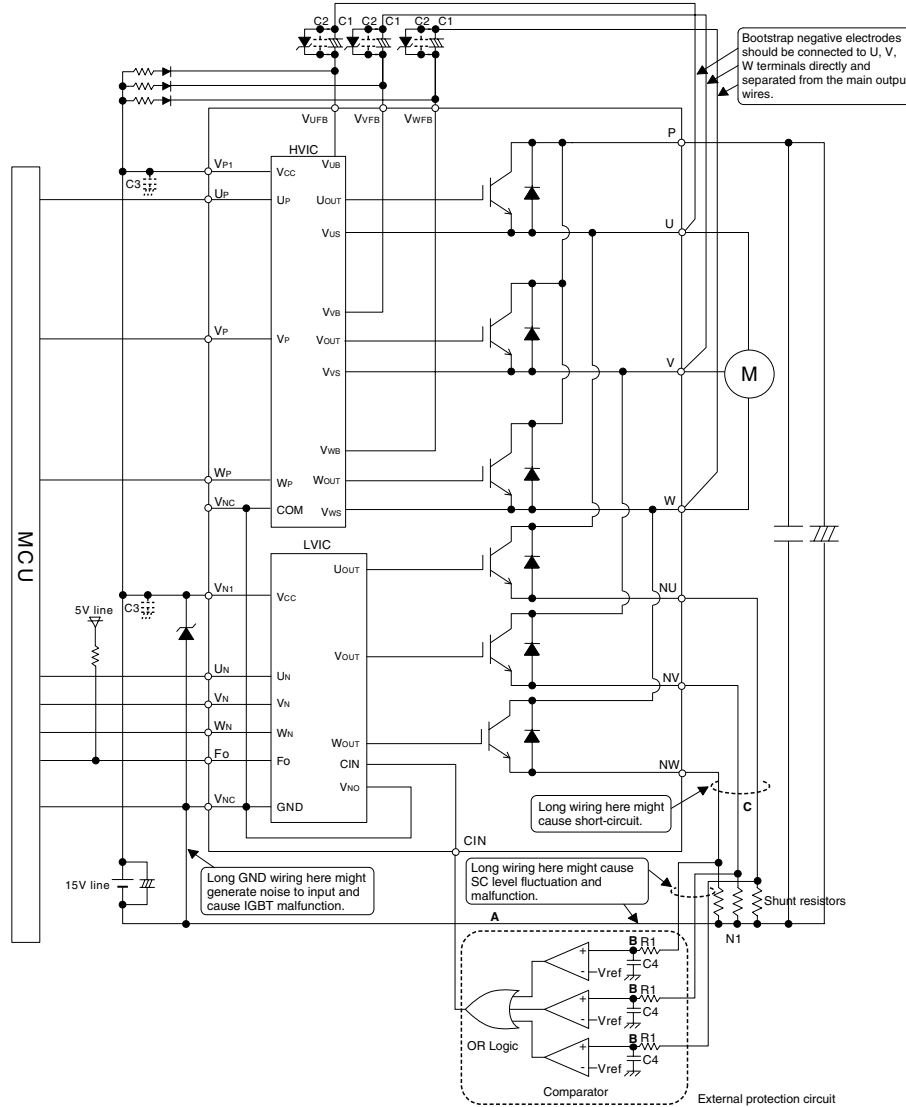 C2 C1 C2 C1 C2 C1
Bootstrap negative electrodes
should be connected to U, V,
W terminals directly and
separated from the main output
wires.
VUFB VVFB VWFB
P
HVIC
VP1
C3
VCC
VUB
UP
UP
UOUT
U
VUS
VVB
VP
VP
VOUT
V
VVS
M
VWB
WP
WP
WOUT
W
VNC
COM
VWS
MCU
LVIC
UOUT
VN1
C3
VCC
NU
5V line
VOUT
UN
UN
NV
VN
VN
WN
WN
WOUT
Fo
Fo
CIN
NW
VNO
VNC
GND
C
Long wiring here might
cause short-circuit.
CIN
15V line
Long GND wiring here might
generate noise to input and
cause IGBT malfunction.
Long wiring here might cause
SC level fluctuation and
malfunction.
Shunt resistors
A
N1
B R1
+
-
Vref
C4
B R1
+
-
Vref
C4
B R1
+
-
Vref
C4
OR Logic
Comparator
External protection circuit